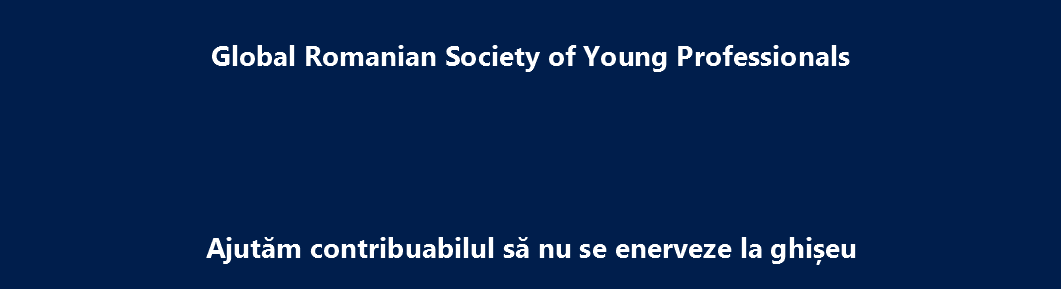 Global Romanian Society of Young Professionals
Ajutăm contribuabilul să nu se enerveze la ghișeu